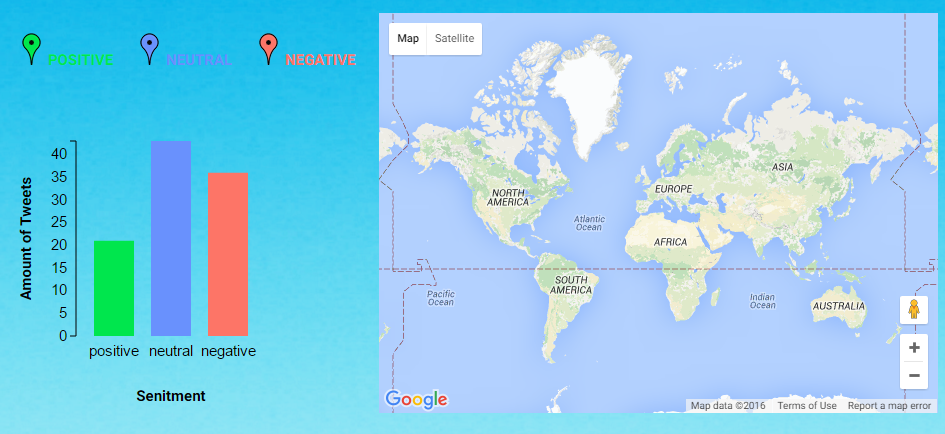 POSITIVE
NEUTRAL
NEGATIVE
Amount of Tweets
40
35
30
25
20
15
10
5
0
positive
neutral
negative
Senitment
Map
Satellite
NORTH
AMERICA
EUROPE
ASIA
Atlantic
Ocean
AFRICA
SOUTH
AMERICA
Pacific
Ocean
Indian
Ocean
AUSTRALIA
+
−
Google
Map data ©2016
Terms of Use
Report a map error